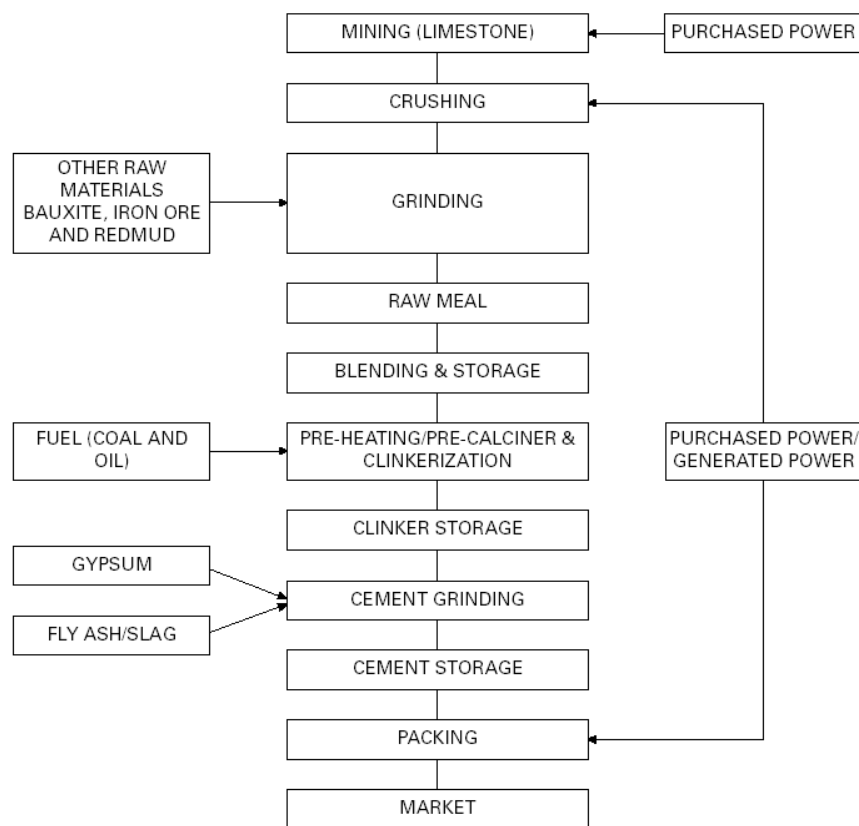 MINING (LIMESTONE)
PURCHASED POWER
CRUSHING
OTHER RAW
MATERIALS
BAUXITE, IRON ORE
AND REDMUD
GRINDING
RAW MEAL
BLENDING & STORAGE
FUEL (COAL AND
OIL)
PRE-HEATING/PRE-CALCINER &
CLINKERIZATION
PURCHASED POWER/
GENERATED POWER
CLINKER STORAGE
GYPSUM
CEMENT GRINDING
FLY ASH/SLAG
CEMENT STORAGE
PACKING
MARKET